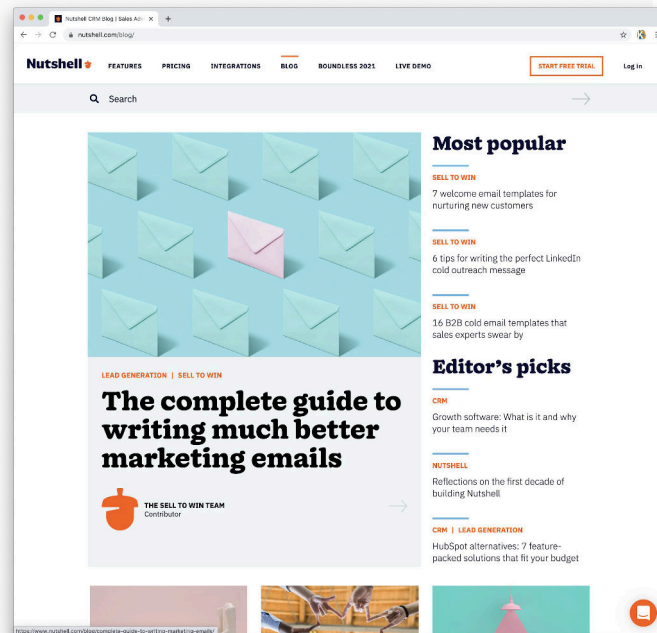 Nutshell CRM Blog | Sales Adv
nutshell.com/blog/
Nutshell
FEATURES
PRICING
INTEGRATIONS
BLOG
BOUNDLESS 2021
LIVE DEMO
START FREE TRIAL
Log in
Search
LEAD GENERATION | SELL TO WIN
The complete guide to
writing much better
marketing emails
THE SELL TO WIN TEAM
Contributor
Most popular
SELL TO WIN
7 welcome email templates for
nurturing new customers
SELL TO WIN
6 tips for writing the perfect LinkedIn
cold outreach message
SELL TO WIN
16 B2B cold email templates that
sales experts swear by
Editor's picks
CRM
Growth software: What is it and why
your team needs it
NUTSHELL
Reflections on the first decade of
building Nutshell
CRM | LEAD GENERATION
HubSpot alternatives: 7 feature-
packed solutions that fit your budget
https://www.nutshell.com/blog/complete-guide-to-writing-marketing-emails/